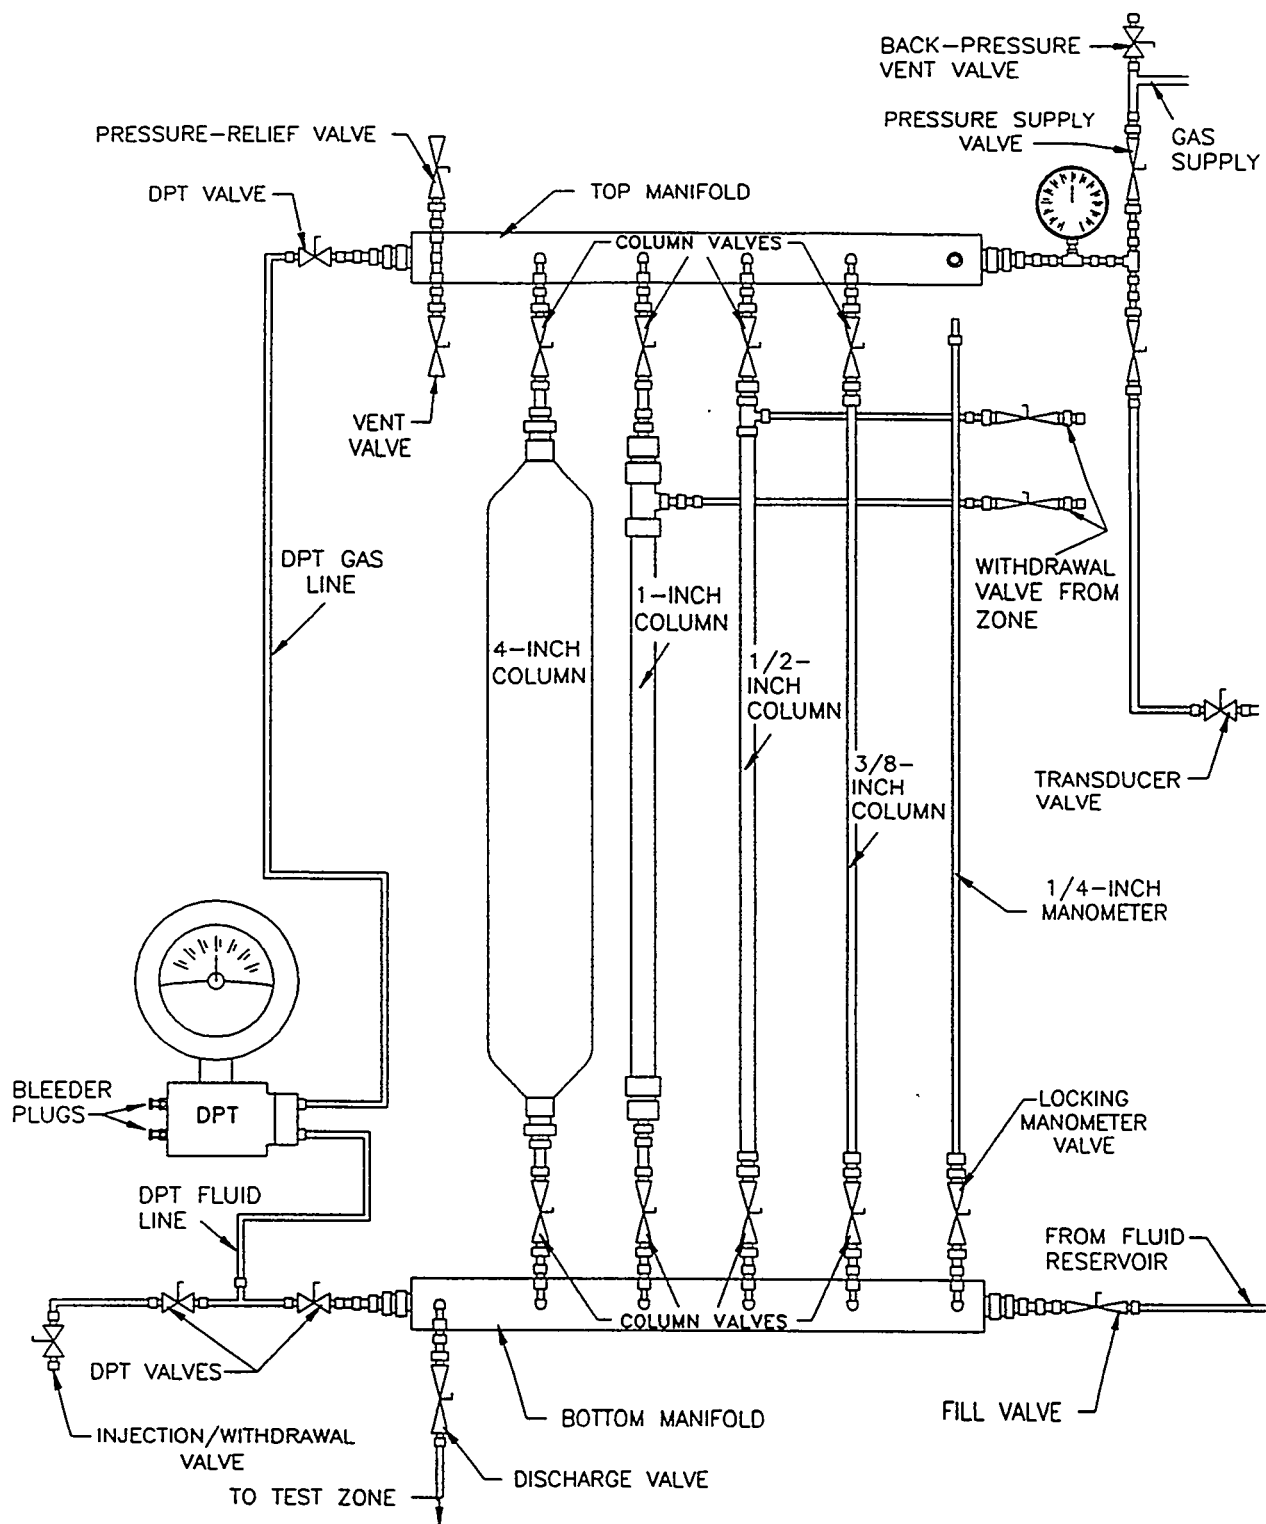 BACK-PRESSURE
VENT VALVE
PRESSURE SUPPLY
VALVE
GAS
SUPPLY
PRESSURE-RELIEF VALVE
DPT VALVE
TOP MANIFOLD
COLUMN VALVES
VENT
VALVE
DPT GAS
LINE
WITHDRAWAL
VALVE FROM
ZONE
1-INCH
COLUMN
4-INCH
COLUMN
1/2-
INCH
COLUMN
3/8-
INCH
COLUMN
TRANSDUCER
VALVE
1/4-INCH
MANOMETER
BLEEDER
PLUGS
DPT
LOCKING
MANOMETER
VALVE
DPT FLUID
LINE
FROM FLUID
RESERVOIR
COLUMN VALVES
DPT VALVES
BOTTOM MANIFOLD
FILL VALVE
INJECTION/WITHDRAWAL
VALVE
DISCHARGE VALVE
TO TEST ZONE